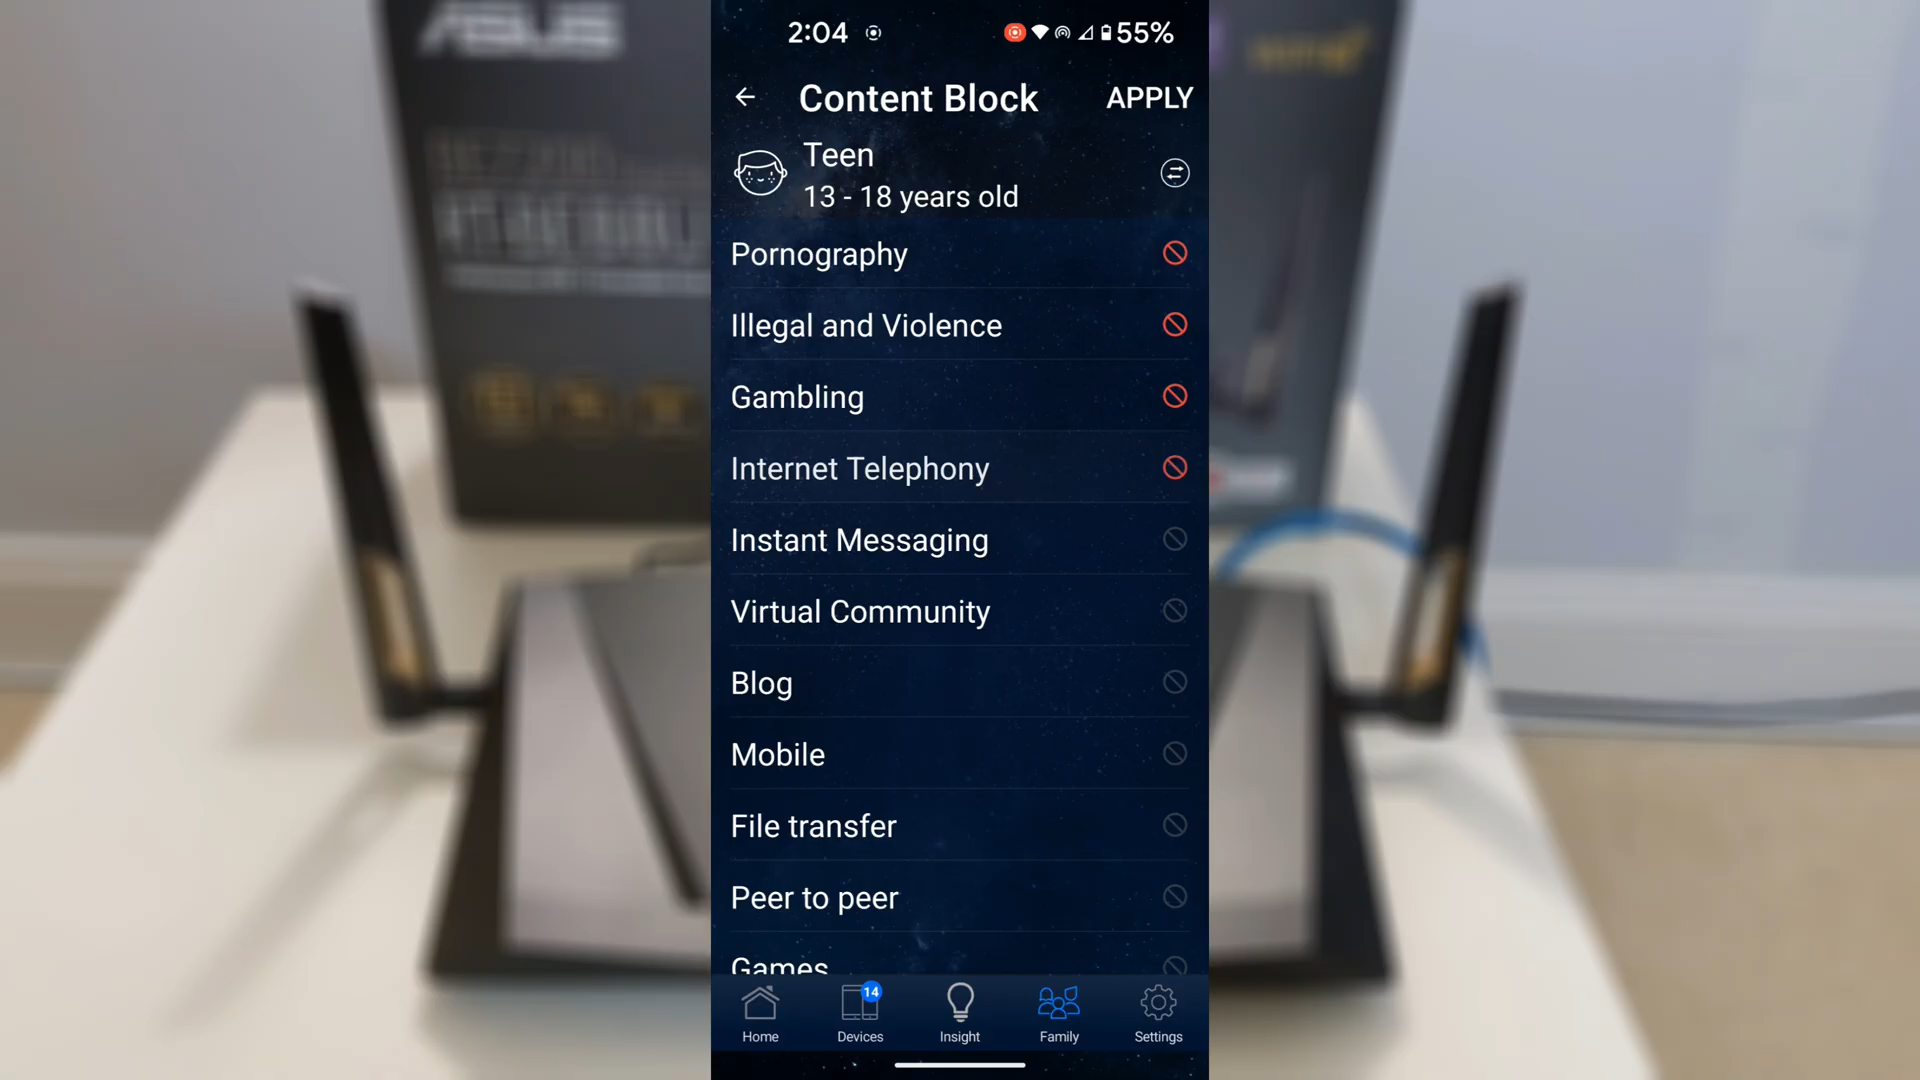 ASUS
2:04
55%
Content Block
APPLY
Teen
13 - 18 years old
Pornography
Illegal and Violence
Gambling
Internet Telephony
Instant Messaging
Virtual Community
Blog
Mobile
File transfer
Peer to peer
Games
14
Home
Devices
Insight
Family
Settings